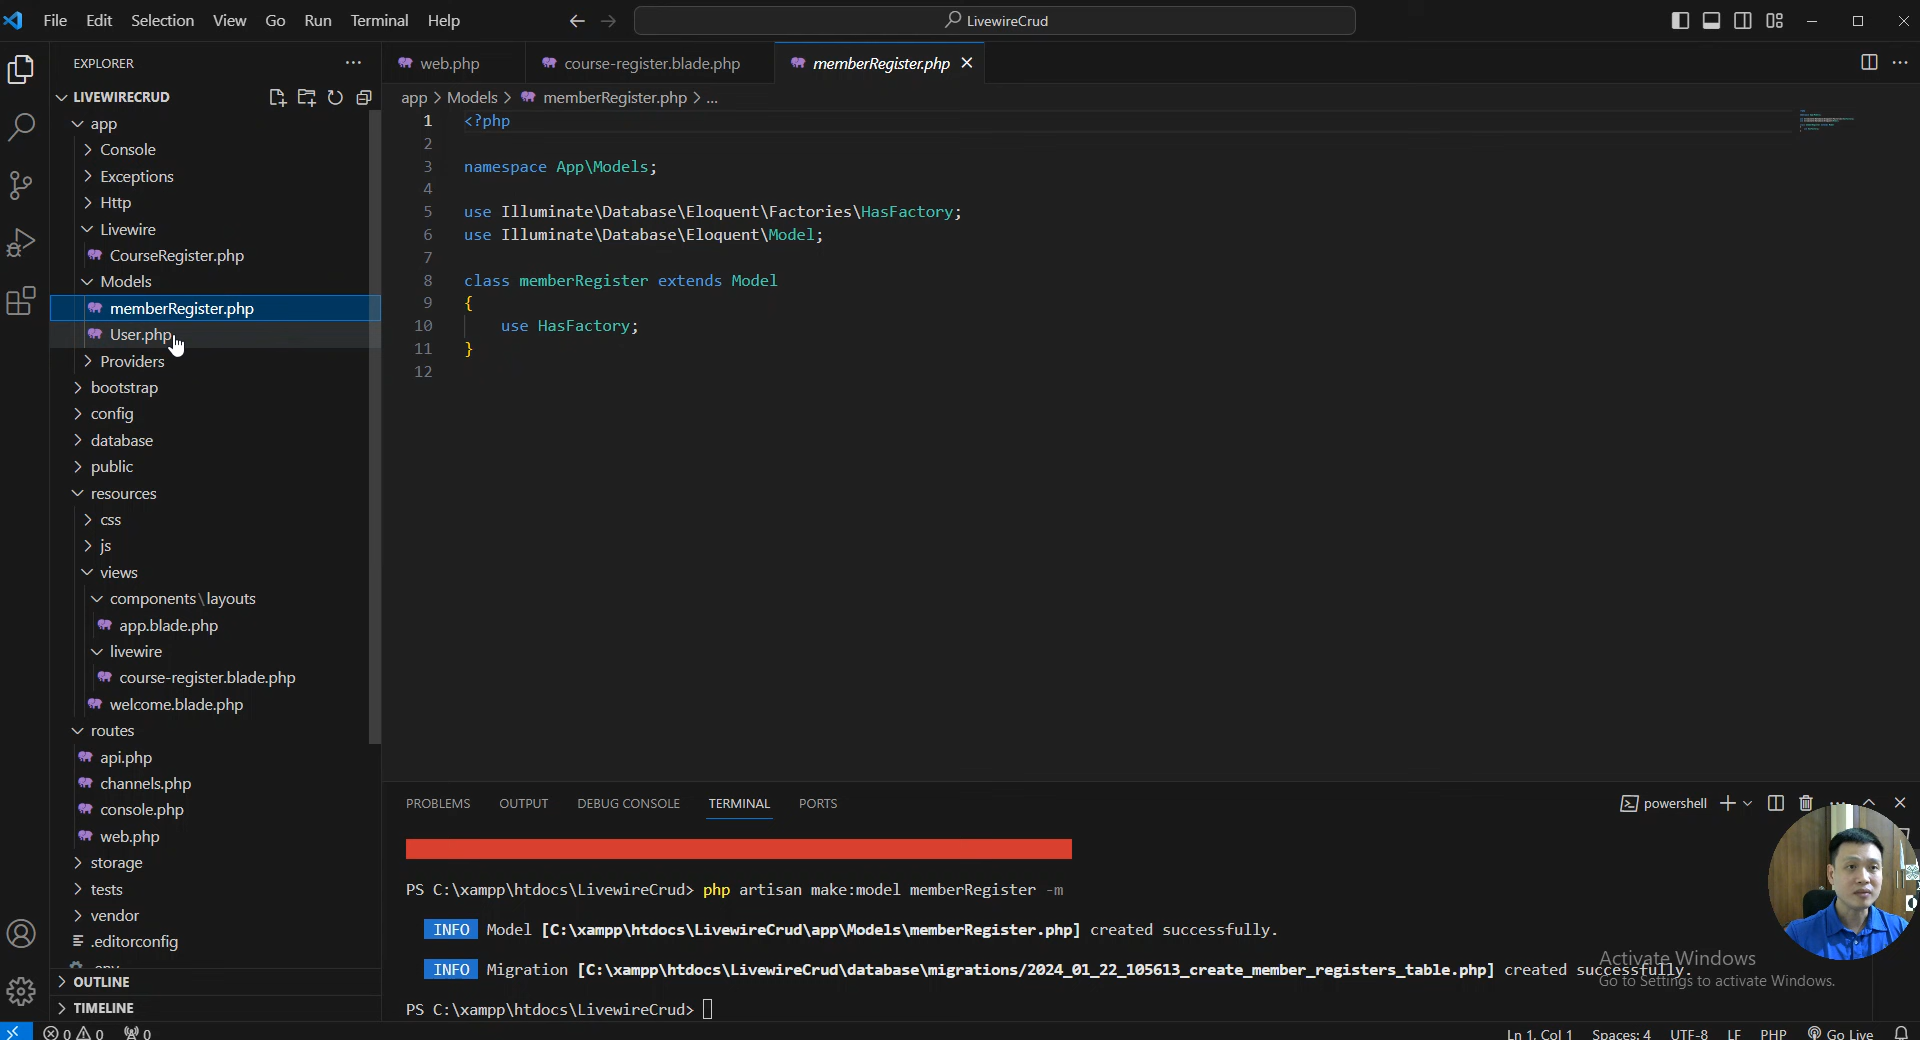 File Edit Selection View Go Run Terminal Help
LivewireCrud
EXPLORER
LIVEWIRECRUD
app
Console
Exceptions
Http
Livewire
CourseRegister.php
Models
memberRegister.php
User.php
Providers
bootstrap
config
database
public
resources
css
js
views
components\layouts
app.blade.php
livewire
course-register.blade.php
welcome.blade.php
routes
api.php
channels.php
console.php
web.php
storage
tests
vendor
.editorconfig
.env
OUTLINE
TIMELINE
web.php course-register.blade.php memberRegister.php
app > Models > memberRegister.php > ...
1 <?php
2
3 namespace App\Models;
4
5 use Illuminate\Database\Eloquent\Factories\HasFactory;
6 use Illuminate\Database\Eloquent\Model;
7
8 class memberRegister extends Model
9 {
10 use HasFactory;
11 }
12
PROBLEMS OUTPUT DEBUG CONSOLE TERMINAL PORTS
powershell
PS C:\xampp\htdocs\LivewireCrud> php artisan make:model memberRegister -m
INFO Model [C:\xampp\htdocs\LivewireCrud\app\Models\memberRegister.php] created successfully.
INFO Migration [C:\xampp\htdocs\LivewireCrud\database\migrations/2024_01_22_105613_create_member_registers_table.php] created successfully.
PS C:\xampp\htdocs\LivewireCrud>
Activate Windows
Go to Settings to activate Windows.
0 0 0
Ln 1, Col 1 Spaces: 4 UTF-8 LF PHP Go Live